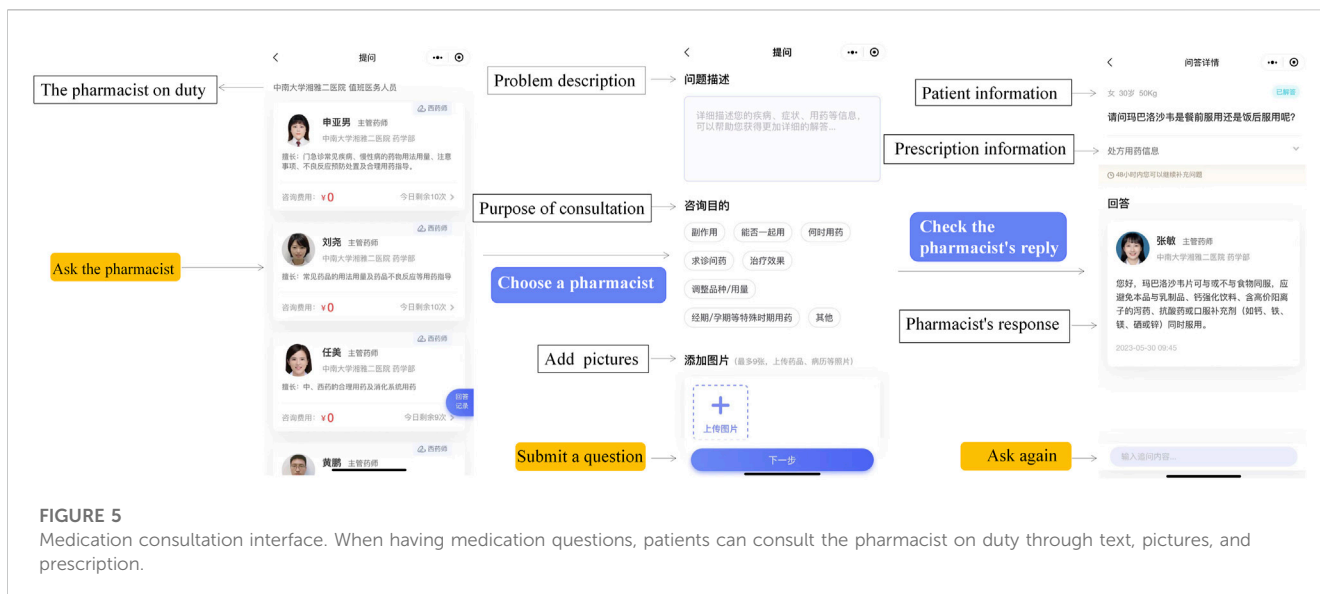 The pharmacist on duty
Ask the pharmacist
提问
中南大学湘雅二医院 值班医务人员
西药师
申亚男 主管药师
中南大学湘雅二医院 药学部
擅长：门急诊常见疾病、慢性病的药物用法用量、注意
事项、不良反应预防处置及合理用药指导。
咨询费用：¥0 今日剩余10次 >
西药师
刘尧 主管药师
中南大学湘雅二医院 药学部
擅长：常见药品的用法用量及药品不良反应等用药指导
咨询费用：¥0 今日剩余10次 >
西药师
任美 主管药师
中南大学湘雅二医院 药学部
擅长：中、西药的合理用药及消化系统用药
回答
记录
咨询费用：¥0 今日剩余9次 >
西药师
黄鹏 主管药师
Choose a pharmacist
Problem description
Purpose of consultation
Add pictures
Submit a question
提问
问题描述
详细描述您的疾病、症状、用药等信息，
可以帮助您获得更加详细的解答...
咨询目的
副作用 能否一起用 何时用药
求诊问药 治疗效果
调整品种/用量
经期/孕期等特殊时期用药 其他
添加图片 (最多9张，上传药品、病历等照片)
上传图片
下一步
Check the
pharmacist's reply
Patient information
Prescription information
Pharmacist's response
Ask again
问答详情
女 30岁 50Kg 已解答
请问玛巴洛沙韦是餐前服用还是饭后服用呢?
处方用药信息
48小时内您可以继续补充问题
回答
张敏 主管药师
中南大学湘雅二医院 药学部
您好，玛巴洛沙韦片可与或不与食物同服，应
避免本品与乳制品、钙强化饮料、含高价阳离
子的泻药、抗酸药或口服补充剂（如钙、铁、
镁、硒或锌）同时服用。
2023-05-30 09:45
输入追问内容...
FIGURE 5
Medication consultation interface. When having medication questions, patients can consult the pharmacist on duty through text, pictures, and
prescription.